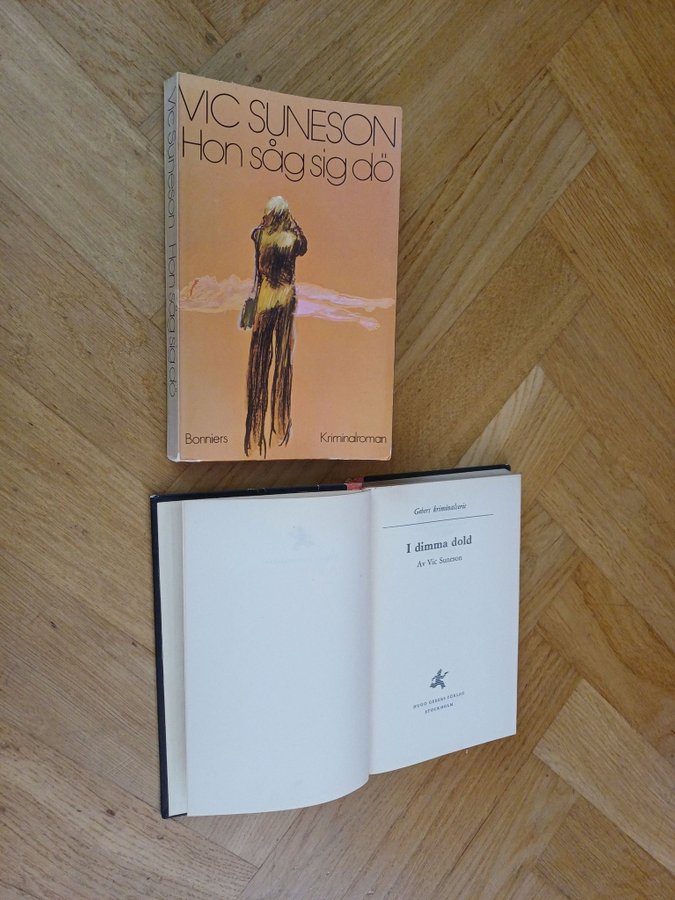 VIC SUNESON
Hon såg sig dö
Vic Suneson Hon såg sig dö
Bonniers Kriminalroman
Gebers kriminalserie
I dimma dold
Av Vic Suneson
HUGO GEBERS FÖRLAG
STOCKHOLM